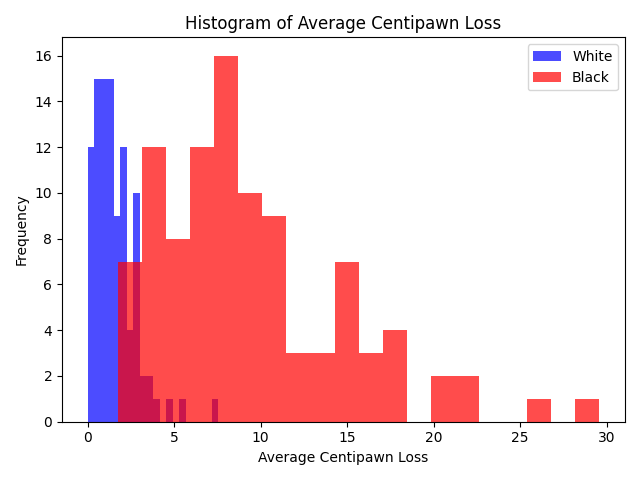 Histogram of Average Centipawn Loss
White
Black
16
14
12
10
8
6
4
2
0
Frequency
0 5 10 15 20 25 30
Average Centipawn Loss